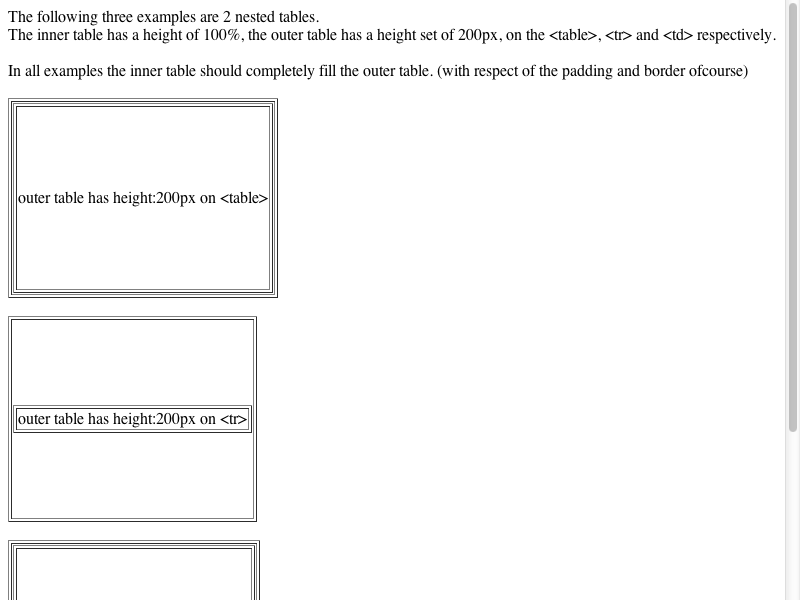 The following three examples are 2 nested tables.
The inner table has a height of 100%, the outer table has a height set of 200px, on the <table>, <tr> and <td> respectively.
In all examples the inner table should completely fill the outer table. (with respect of the padding and border ofcourse)
outer table has height:200px on <table>
outer table has height:200px on <tr>